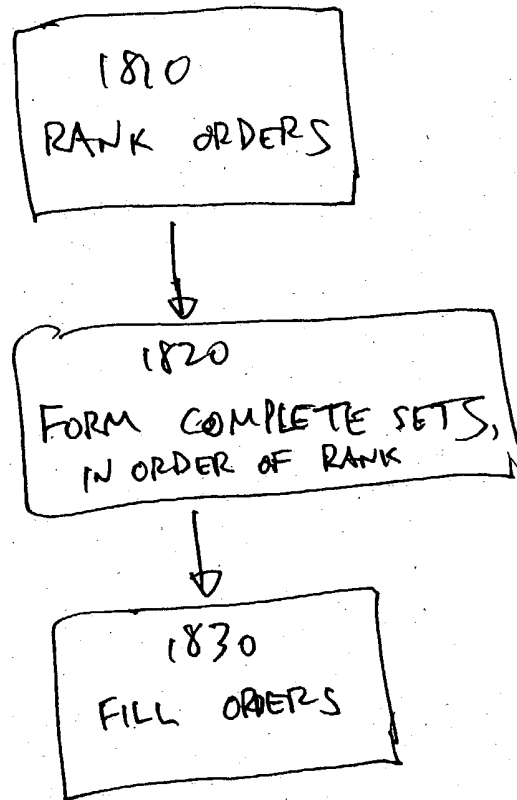 1810
RANK ORDERS
1820
FORM COMPLETE SETS,
IN ORDER OF RANK
1830
FILL ORDERS